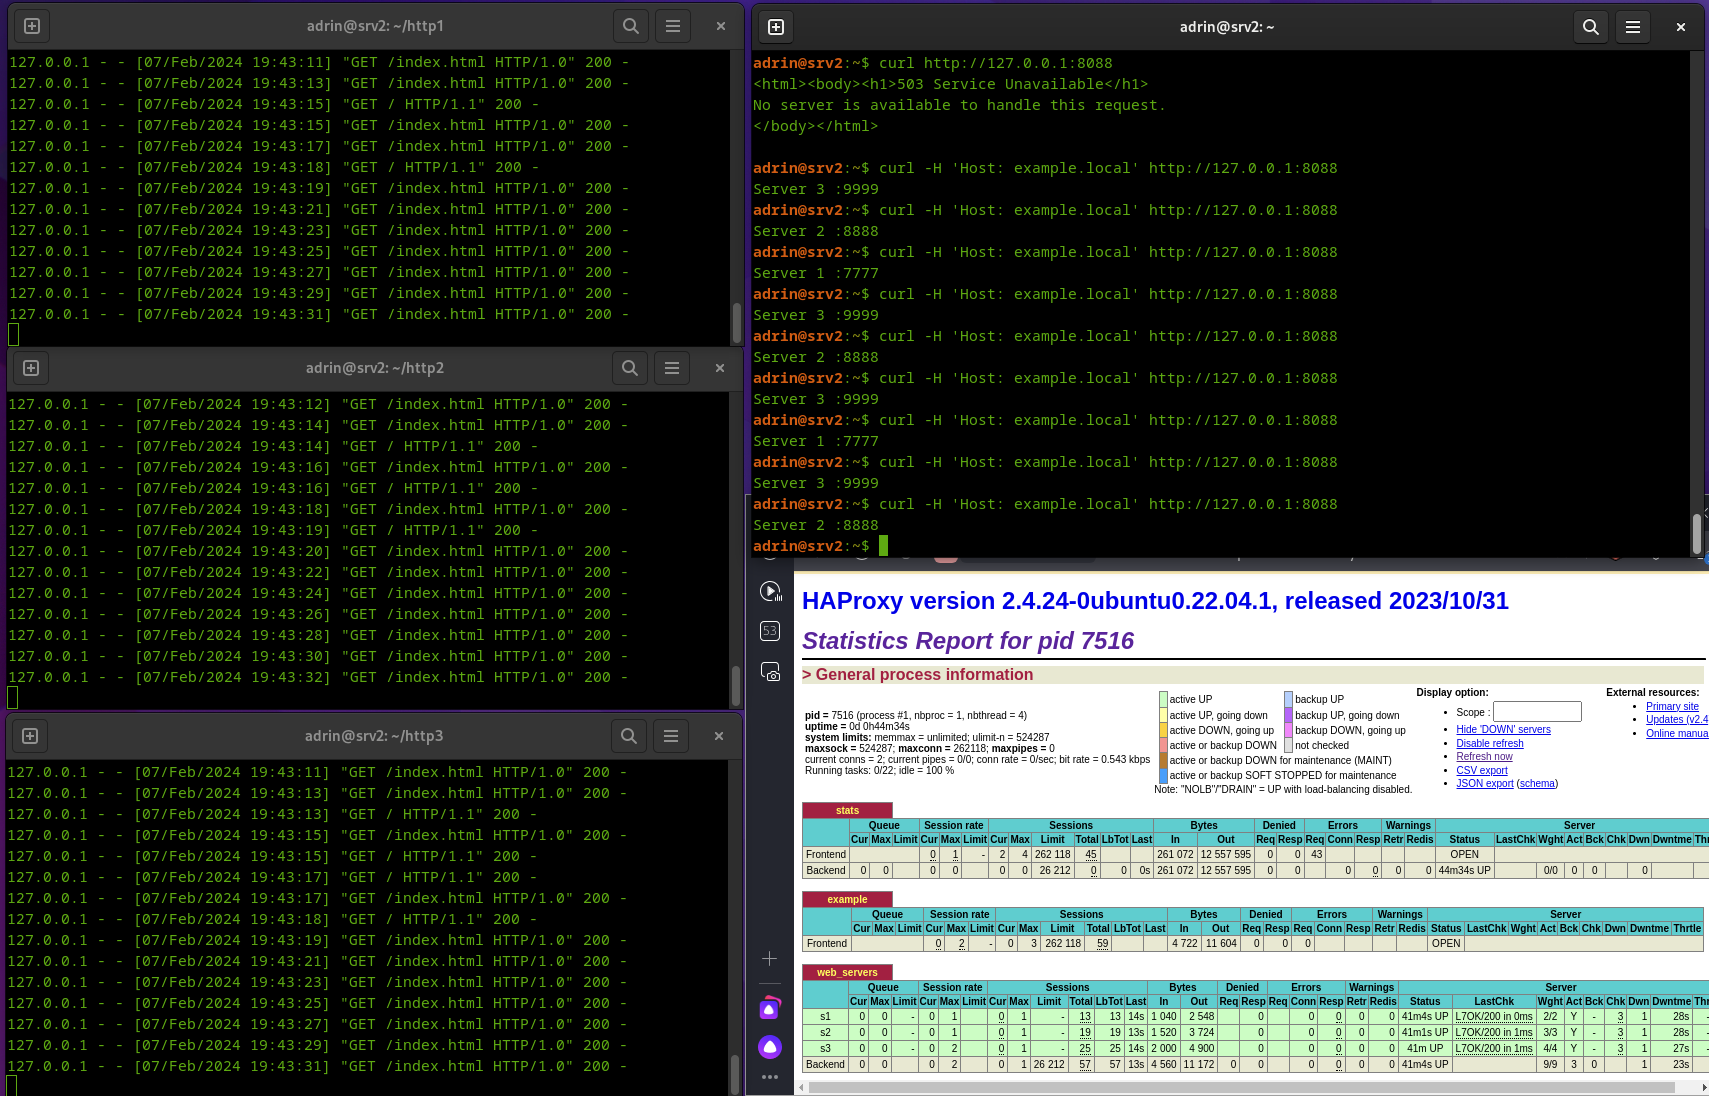 adrin@srv2: ~/http1
127.0.0.1 - - [07/Feb/2024 19:43:11] "GET /index.html HTTP/1.0" 200 -
127.0.0.1 - - [07/Feb/2024 19:43:13] "GET /index.html HTTP/1.0" 200 -
127.0.0.1 - - [07/Feb/2024 19:43:15] "GET / HTTP/1.1" 200 -
127.0.0.1 - - [07/Feb/2024 19:43:15] "GET /index.html HTTP/1.0" 200 -
127.0.0.1 - - [07/Feb/2024 19:43:17] "GET /index.html HTTP/1.0" 200 -
127.0.0.1 - - [07/Feb/2024 19:43:18] "GET / HTTP/1.1" 200 -
127.0.0.1 - - [07/Feb/2024 19:43:19] "GET /index.html HTTP/1.0" 200 -
127.0.0.1 - - [07/Feb/2024 19:43:21] "GET /index.html HTTP/1.0" 200 -
127.0.0.1 - - [07/Feb/2024 19:43:23] "GET /index.html HTTP/1.0" 200 -
127.0.0.1 - - [07/Feb/2024 19:43:25] "GET /index.html HTTP/1.0" 200 -
127.0.0.1 - - [07/Feb/2024 19:43:27] "GET /index.html HTTP/1.0" 200 -
127.0.0.1 - - [07/Feb/2024 19:43:29] "GET /index.html HTTP/1.0" 200 -
127.0.0.1 - - [07/Feb/2024 19:43:31] "GET /index.html HTTP/1.0" 200 -
adrin@srv2: ~/http2
127.0.0.1 - - [07/Feb/2024 19:43:12] "GET /index.html HTTP/1.0" 200 -
127.0.0.1 - - [07/Feb/2024 19:43:14] "GET /index.html HTTP/1.0" 200 -
127.0.0.1 - - [07/Feb/2024 19:43:14] "GET / HTTP/1.1" 200 -
127.0.0.1 - - [07/Feb/2024 19:43:16] "GET /index.html HTTP/1.0" 200 -
127.0.0.1 - - [07/Feb/2024 19:43:16] "GET / HTTP/1.1" 200 -
127.0.0.1 - - [07/Feb/2024 19:43:18] "GET /index.html HTTP/1.0" 200 -
127.0.0.1 - - [07/Feb/2024 19:43:19] "GET / HTTP/1.1" 200 -
127.0.0.1 - - [07/Feb/2024 19:43:20] "GET /index.html HTTP/1.0" 200 -
127.0.0.1 - - [07/Feb/2024 19:43:22] "GET /index.html HTTP/1.0" 200 -
127.0.0.1 - - [07/Feb/2024 19:43:24] "GET /index.html HTTP/1.0" 200 -
127.0.0.1 - - [07/Feb/2024 19:43:26] "GET /index.html HTTP/1.0" 200 -
127.0.0.1 - - [07/Feb/2024 19:43:28] "GET /index.html HTTP/1.0" 200 -
127.0.0.1 - - [07/Feb/2024 19:43:30] "GET /index.html HTTP/1.0" 200 -
127.0.0.1 - - [07/Feb/2024 19:43:32] "GET /index.html HTTP/1.0" 200 -
adrin@srv2: ~/http3
127.0.0.1 - - [07/Feb/2024 19:43:11] "GET /index.html HTTP/1.0" 200 -
127.0.0.1 - - [07/Feb/2024 19:43:13] "GET /index.html HTTP/1.0" 200 -
127.0.0.1 - - [07/Feb/2024 19:43:13] "GET / HTTP/1.1" 200 -
127.0.0.1 - - [07/Feb/2024 19:43:15] "GET /index.html HTTP/1.0" 200 -
127.0.0.1 - - [07/Feb/2024 19:43:15] "GET / HTTP/1.1" 200 -
127.0.0.1 - - [07/Feb/2024 19:43:17] "GET / HTTP/1.1" 200 -
127.0.0.1 - - [07/Feb/2024 19:43:17] "GET /index.html HTTP/1.0" 200 -
127.0.0.1 - - [07/Feb/2024 19:43:18] "GET / HTTP/1.1" 200 -
127.0.0.1 - - [07/Feb/2024 19:43:19] "GET /index.html HTTP/1.0" 200 -
127.0.0.1 - - [07/Feb/2024 19:43:21] "GET /index.html HTTP/1.0" 200 -
127.0.0.1 - - [07/Feb/2024 19:43:23] "GET /index.html HTTP/1.0" 200 -
127.0.0.1 - - [07/Feb/2024 19:43:25] "GET /index.html HTTP/1.0" 200 -
127.0.0.1 - - [07/Feb/2024 19:43:27] "GET /index.html HTTP/1.0" 200 -
127.0.0.1 - - [07/Feb/2024 19:43:29] "GET /index.html HTTP/1.0" 200 -
127.0.0.1 - - [07/Feb/2024 19:43:31] "GET /index.html HTTP/1.0" 200 -
adrin@srv2: ~
adrin@srv2:~$ curl http://127.0.0.1:8088
<html><body><h1>503 Service Unavailable</h1>
No server is available to handle this request.
</body></html>
adrin@srv2:~$ curl -H 'Host: example.local' http://127.0.0.1:8088
Server 3 :9999
adrin@srv2:~$ curl -H 'Host: example.local' http://127.0.0.1:8088
Server 2 :8888
adrin@srv2:~$ curl -H 'Host: example.local' http://127.0.0.1:8088
Server 1 :7777
adrin@srv2:~$ curl -H 'Host: example.local' http://127.0.0.1:8088
Server 3 :9999
adrin@srv2:~$ curl -H 'Host: example.local' http://127.0.0.1:8088
Server 2 :8888
adrin@srv2:~$ curl -H 'Host: example.local' http://127.0.0.1:8088
Server 3 :9999
adrin@srv2:~$ curl -H 'Host: example.local' http://127.0.0.1:8088
Server 1 :7777
adrin@srv2:~$ curl -H 'Host: example.local' http://127.0.0.1:8088
Server 3 :9999
adrin@srv2:~$ curl -H 'Host: example.local' http://127.0.0.1:8088
Server 2 :8888
adrin@srv2:~$
53
HAProxy version 2.4.24-0ubuntu0.22.04.1, released 2023/10/31
Statistics Report for pid 7516
> General process information
pid = 7516 (process #1, nbproc = 1, nbthread = 4)
uptime = 0d 0h44m34s
system limits: memmax = unlimited; ulimit-n = 524287
maxsock = 524287; maxconn = 262118; maxpipes = 0
current conns = 2; current pipes = 0/0; conn rate = 0/sec; bit rate = 0.543 kbps
Running tasks: 0/22; idle = 100 %
active UP backup UP
active UP, going down backup UP, going down
active DOWN, going up backup DOWN, going up
active or backup DOWN not checked
active or backup DOWN for maintenance (MAINT)
active or backup SOFT STOPPED for maintenance
Note: "NOLB"/"DRAIN" = UP with load-balancing disabled.
Display option:
Scope :
Hide 'DOWN' servers
Disable refresh
Refresh now
CSV export
JSON export (schema)
External resources:
Primary site
Updates (v2.4
Online manua
stats
Queue Session rate Sessions Bytes Denied Errors Warnings Server
Cur Max Limit Cur Max Limit Cur Max Limit Total LbTot Last In Out Req Resp Req Conn Resp Retr Redis Status LastChk Wght Act Bck Chk Dwn Dwntme Thr
Frontend 0 1 - 2 4 262 118 45 261 072 12 557 595 0 0 43 OPEN
Backend 0 0 0 0 0 0 26 212 0 0 0s 261 072 12 557 595 0 0 0 0 0 0 44m34s UP 0/0 0 0 0
example
Queue Session rate Sessions Bytes Denied Errors Warnings Server
Cur Max Limit Cur Max Limit Cur Max Limit Total LbTot Last In Out Req Resp Req Conn Resp Retr Redis Status LastChk Wght Act Bck Chk Dwn Dwntme Thrtle
Frontend 0 2 - 0 3 262 118 59 4 722 11 604 0 0 0 OPEN
web_servers
Queue Session rate Sessions Bytes Denied Errors Warnings Server
Cur Max Limit Cur Max Limit Cur Max Limit Total LbTot Last In Out Req Resp Req Conn Resp Retr Redis Status LastChk Wght Act Bck Chk Dwn Dwntme Thr
s1 0 0 - 0 1 0 1 - 13 13 14s 1 040 2 548 0 0 0 0 0 41m4s UP L7OK/200 in 0ms 2/2 Y - 3 1 28s -
s2 0 0 - 0 1 0 1 - 19 19 13s 1 520 3 724 0 0 0 0 0 41m1s UP L7OK/200 in 1ms 3/3 Y - 3 1 28s -
s3 0 0 - 0 2 0 1 - 25 25 14s 2 000 4 900 0 0 0 0 0 41m UP L7OK/200 in 1ms 4/4 Y - 3 1 27s -
Backend 0 0 0 2 0 1 26 212 57 57 13s 4 560 11 172 0 0 0 0 0 0 41m4s UP 9/9 3 0 1 23s